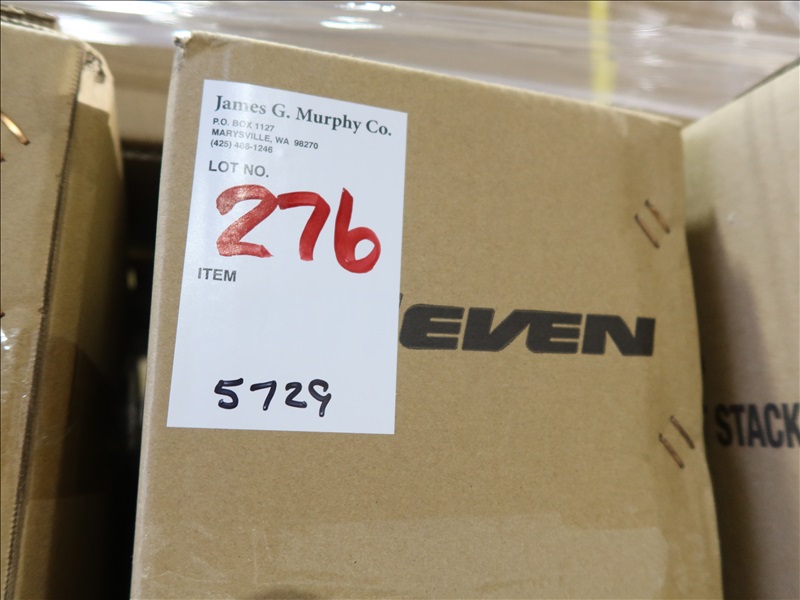 James G. Murphy Co.
P.O. BOX 1127
MARYSVILLE, WA 98270
(425) 486-1246
LOT NO.
276
ITEM
5729
EVEN
STACK